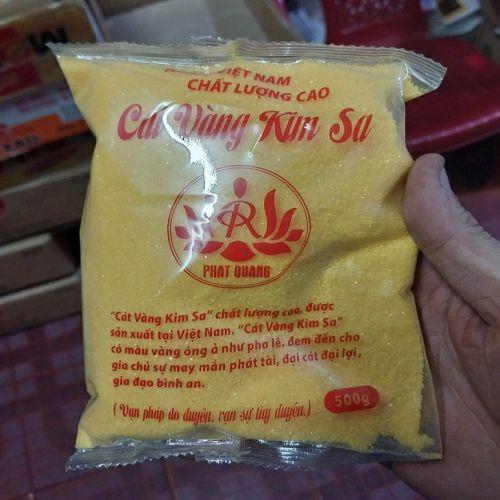 VIỆT NAM
CHẤT LƯỢNG CAO
Cát Vàng Kim Sa
R
PHAT QUANG
"Cát Vàng Kim Sa" chất lượng cao, được
sản xuất tại Việt Nam. "Cát Vàng Kim Sa"
có màu vàng óng ả như pha lê, đem đến cho
gia chủ sự may mắn phát tài, đại cát đại lợi,
gia đạo bình an.
500g
(Vạn pháp do duyên, vạn sự tùy duyên.)